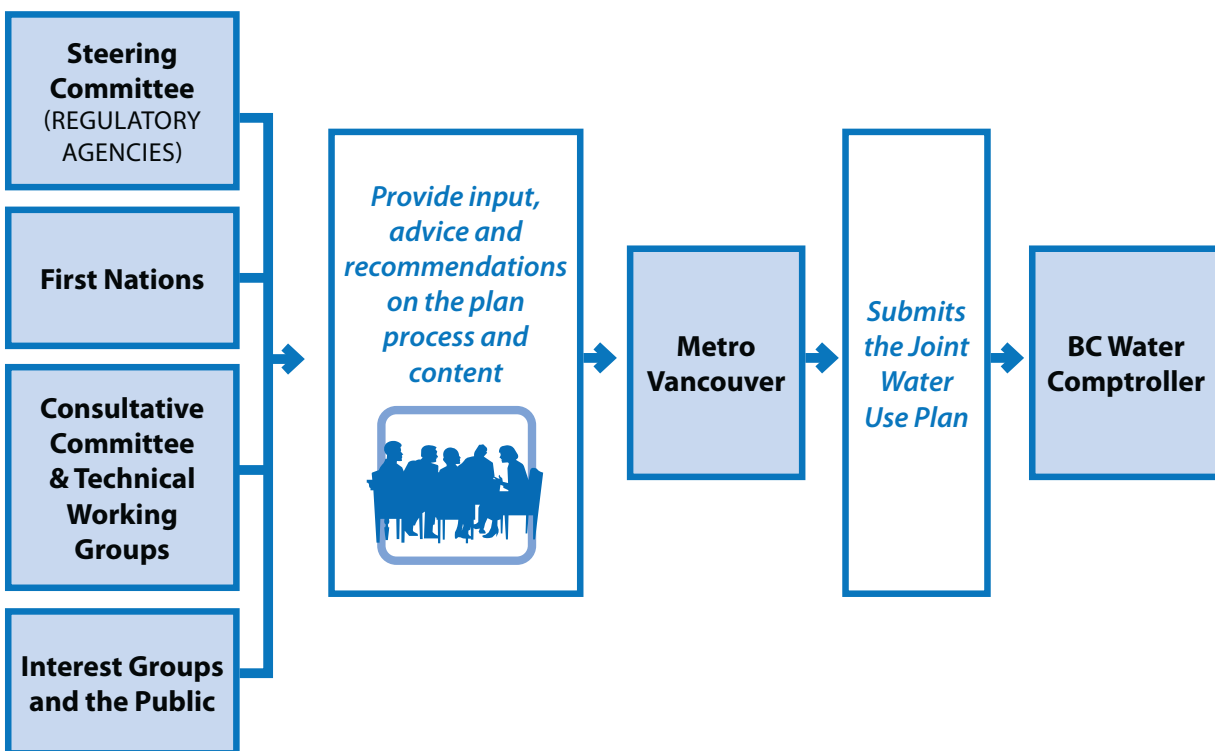 Steering
Committee
(REGULATORY
AGENCIES)
First Nations
Consultative
Committee
& Technical
Working
Groups
Interest Groups
and the Public
Provide input,
advice and
recommendations
on the plan
process and
content
Metro
Vancouver
Submits
the Joint
Water
Use Plan
BC Water
Comptroller